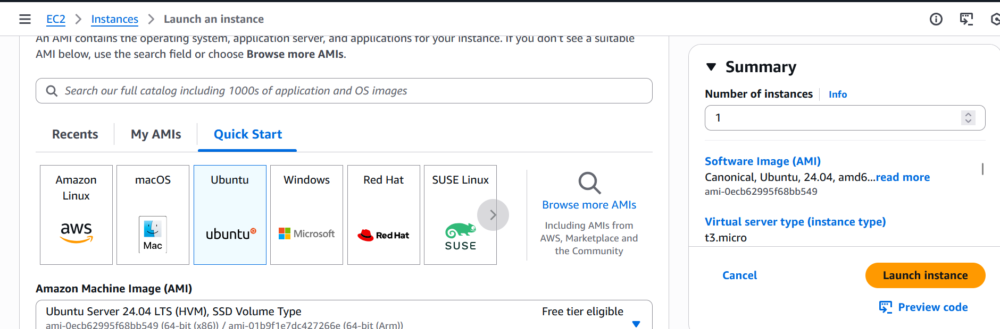 EC2 > Instances > Launch an instance
An AMI contains the operating system, application server, and applications for your instance. If you don't see a suitable
AMI below, use the search field or choose Browse more AMIs.
Search our full catalog including 1000s of application and OS images
Recents
My AMIs
Quick Start
Amazon
Linux
aws
macOS
Mac
Ubuntu
ubuntu
Windows
Microsoft
Red Hat
Red Hat
SUSE Linux
SUSE
Browse more AMIs
Including AMIs from
AWS, Marketplace and
the Community
Amazon Machine Image (AMI)
Ubuntu Server 24.04 LTS (HVM), SSD Volume Type
Free tier eligible
ami-0ecb62995f68bb549 (64-bit (x86)) / ami-01b9f1e7dc427266e (64-bit (Arm))
Summary
Number of instances
Info
1
Software Image (AMI)
Canonical, Ubuntu, 24.04, amd6...read more
ami-0ecb62995f68bb549
Virtual server type (instance type)
t3.micro
Cancel
Launch instance
Preview code